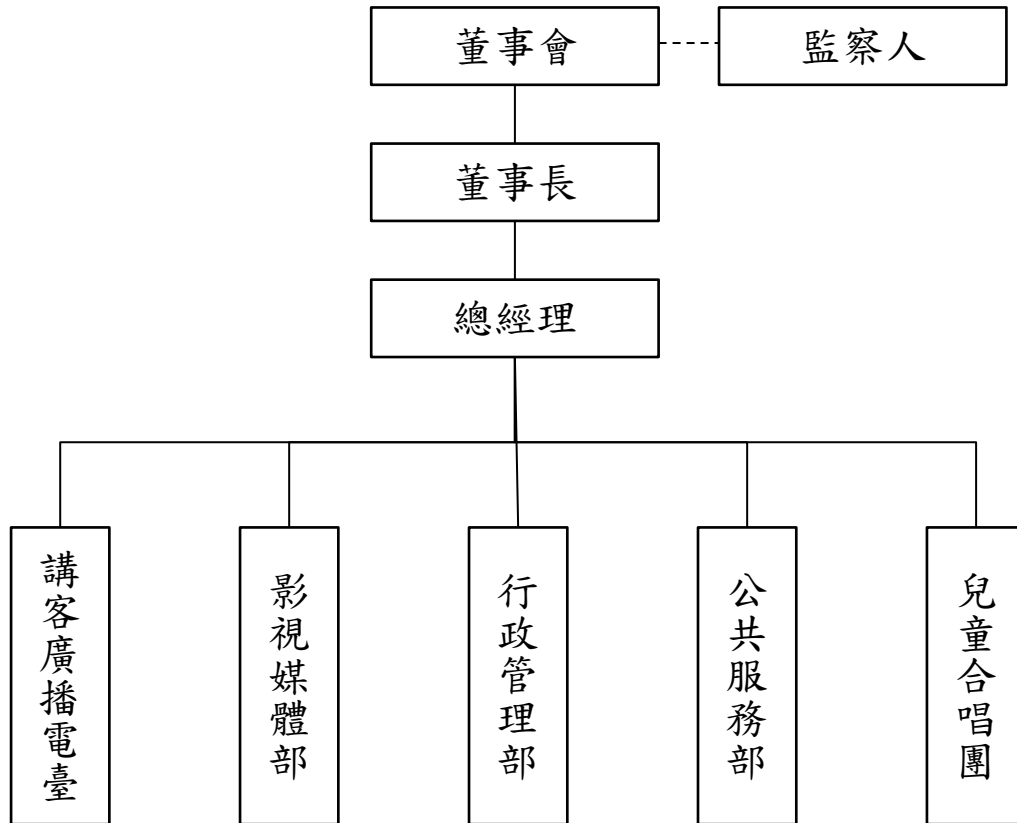 董事會
監察人
董事長
總經理
講客廣播電臺
影視媒體部
行政管理部
公共服務部
兒童合唱團